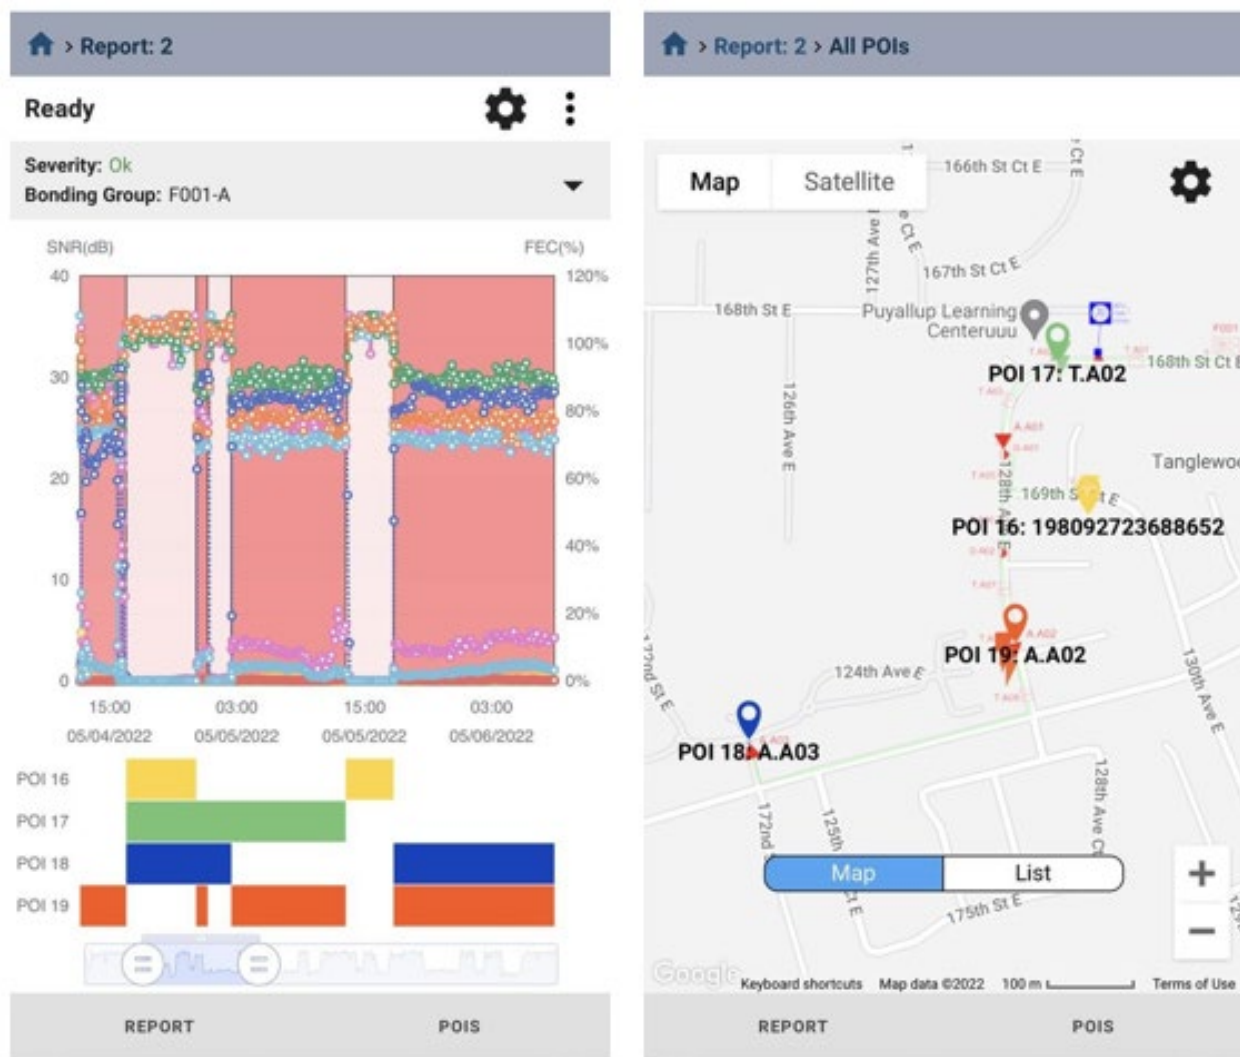 > Report: 2
Ready
Severity: Ok
Bonding Group: F001-A
SNR(dB) FEC(%)
40 120%
100%
30
80%
20 60%
40%
10
20%
0 0%
15:00 03:00 15:00 03:00
05/04/2022 05/05/2022 05/05/2022 05/06/2022
POI 16
POI 17
POI 18
POI 19
REPORT POIS
> Report: 2 > All POIs
Map Satellite
166th St Ct E
127th Ave
e Ct E
167th St Ct E
168th St E
Puyallup Learning
Centeruuu
POI 17: T.A02
168th St Ct E
126th Ave E
A.A03
128th A
Tanglewo
169th S
POI 16: 198092723688652
A.A02
POI 19: A.A02
124th Ave E
172nd St E
130th Ave E
POI 18: A.A03
172nd
125th
128th Ave Ct
Map List
175th St E
+
−
Google
Keyboard shortcuts Map data ©2022 100 m Terms of Use
REPORT POIS